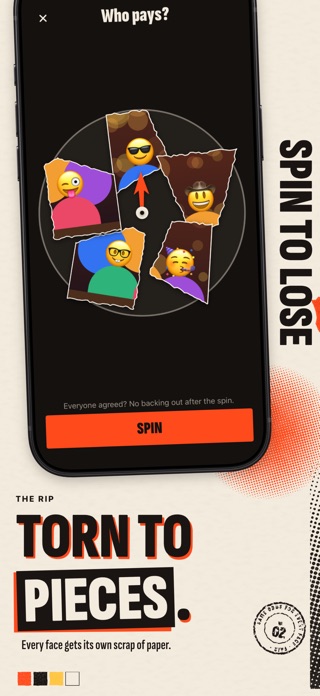 Who pays?
Everyone agreed? No backing out after the spin.
SPIN
SPIN TO LOSE
THE RIP
TORN TO
PIECES.
Every face gets its own scrap of paper.
02